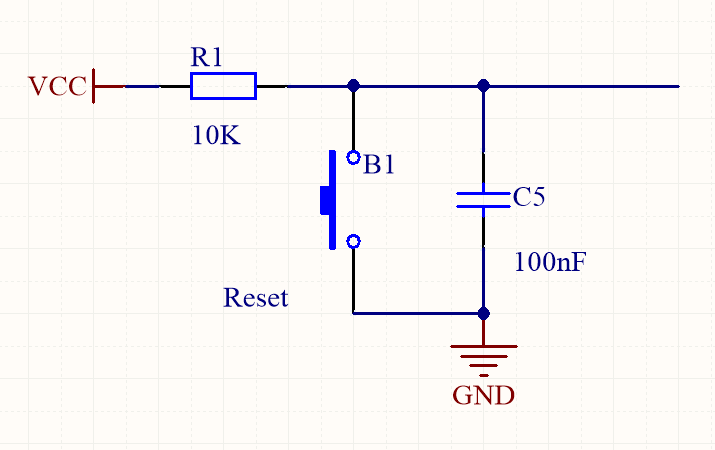 R1
VCC
10K
B1
C5
100nF
Reset
GND